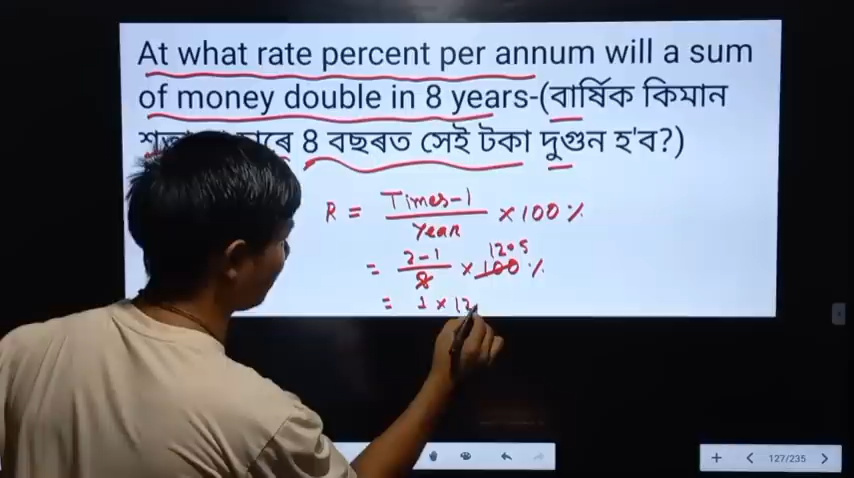 At what rate percent per annum will a sum
of money double in 8 years-(বাৰ্ষিক কিমান
8 বছৰত সেই টকা দুগুন হ'ব?)
R = Times-1 / Year × 100%
= 2-1 / 8 × 100 % 12.5
= 1 × 12
127/235